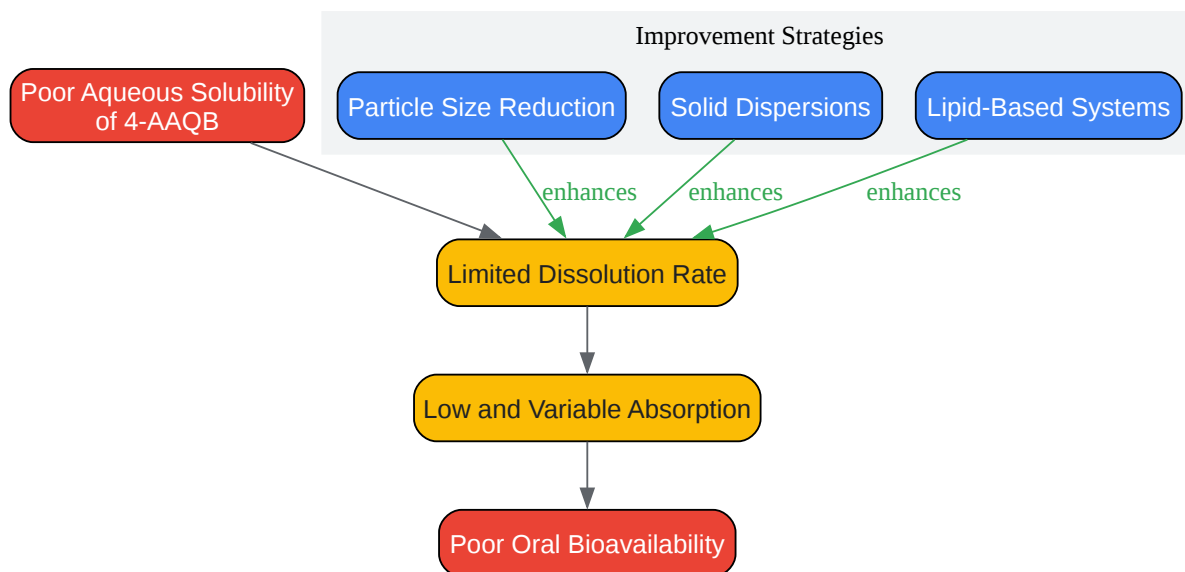 Improvement Strategies
Poor Aqueous Solubility
of 4-AAQB
Particle Size Reduction
Solid Dispersions
Lipid-Based Systems
enhances
enhances
enhances
Limited Dissolution Rate
Low and Variable Absorption
Poor Oral Bioavailability